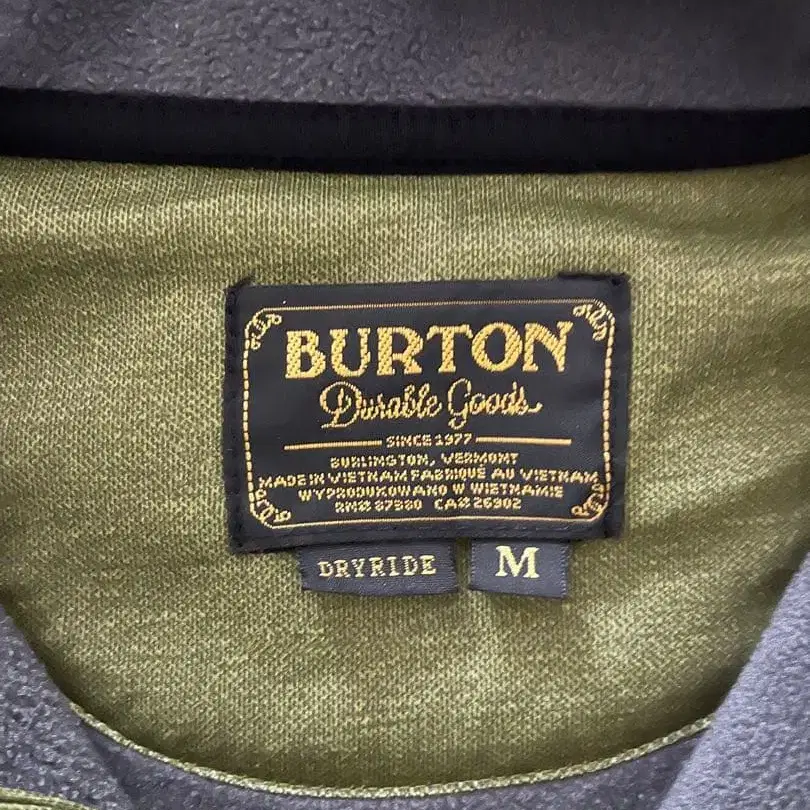 BURTON
Durable Goods
SINCE 1977
BURLINGTON, VERMONT
MADE IN VIETNAM FABRIQUÉ AU VIETNAM
WYPRODUKOWANO W WIETNAMIE
RN# 87380 CA# 26902
DRYRIDE M